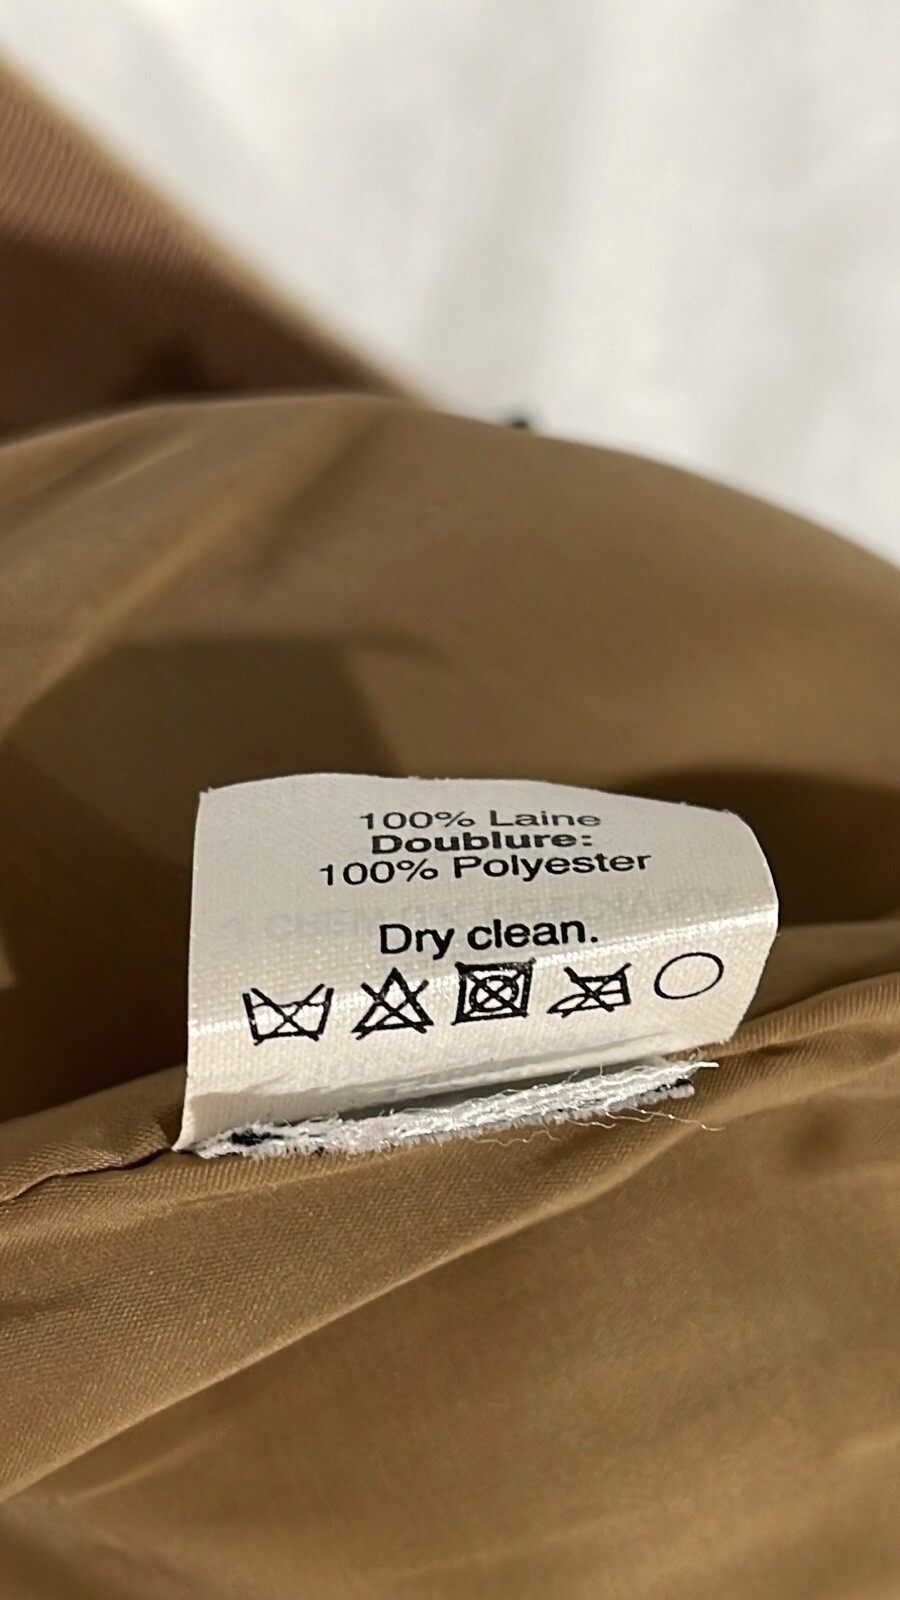 100% Laine
Doublure:
100% Polyester
Dry clean.